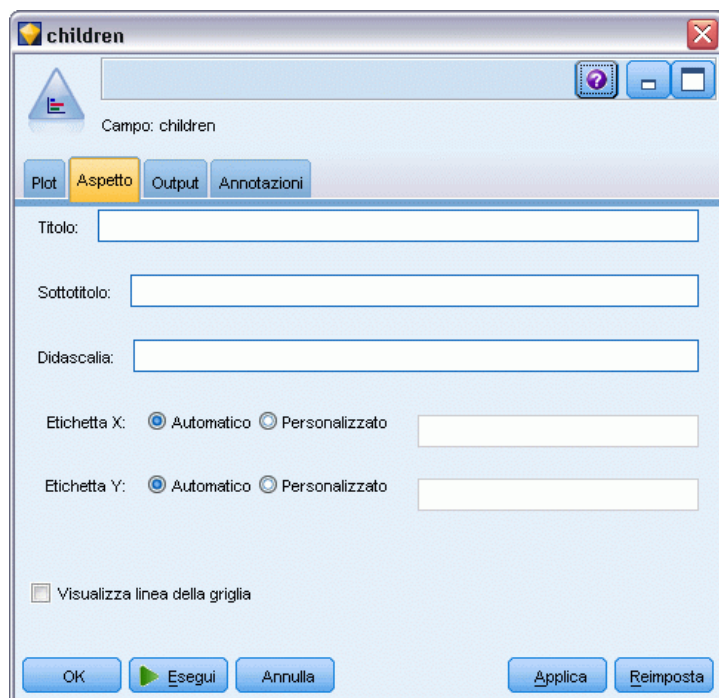 children
Campo: children
Plot Aspetto Output Annotazioni
Titolo:
Sottotitolo:
Didascalia:
Etichetta X: Automatico Personalizzato
Etichetta Y: Automatico Personalizzato
Visualizza linea della griglia
OK Esegui Annulla Applica Reimposta